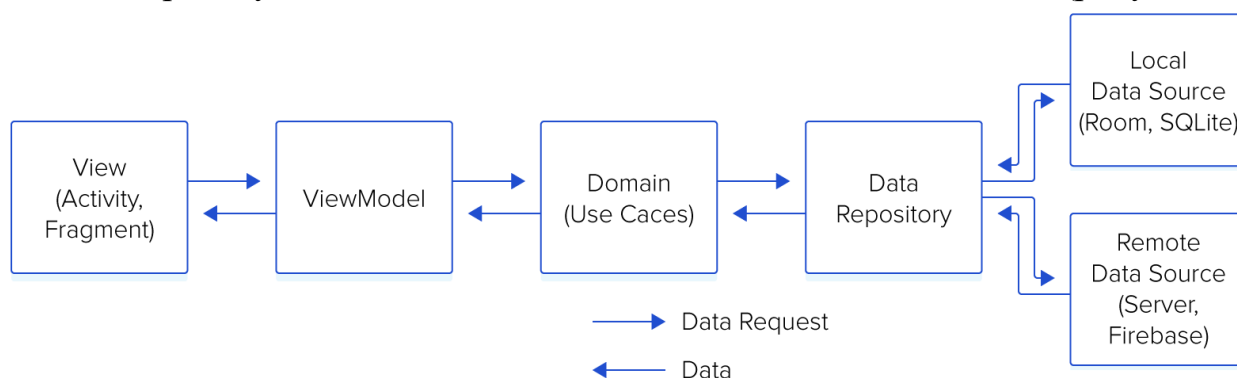 View
(Activity,
Fragment)
ViewModel
Domain
(Use Caces)
Data
Repository
Local
Data Source
(Room, SQLite)
Remote
Data Source
(Server,
Firebase)
Data Request
Data